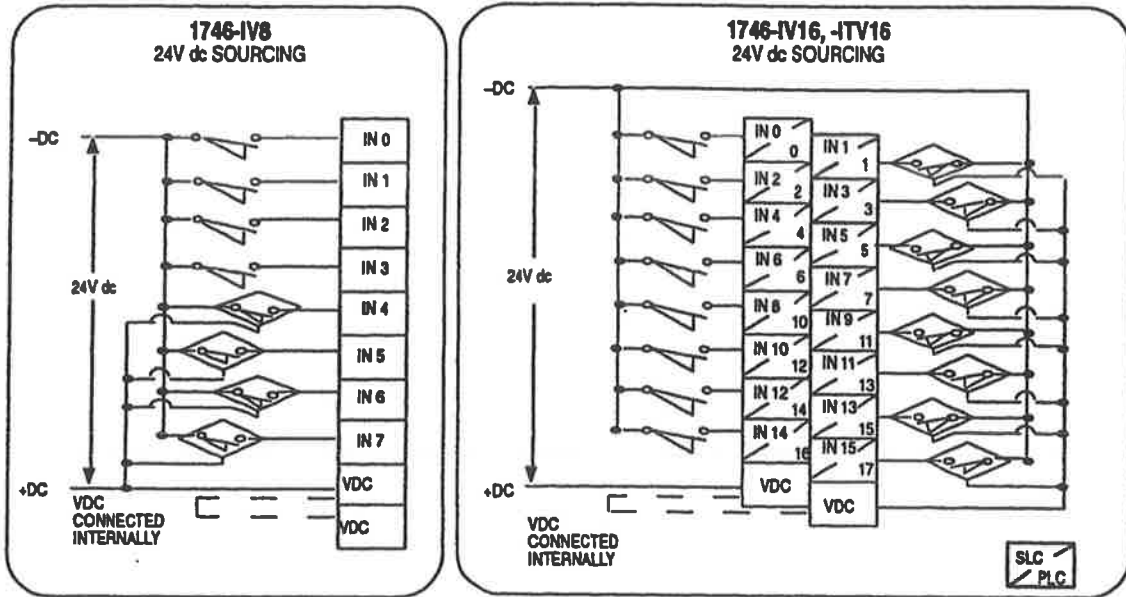 1746-IV8
24V dc SOURCING
–DC
24V dc
+DC
VDC
CONNECTED
INTERNALLY
IN 0
IN 1
IN 2
IN 3
IN 4
IN 5
IN 6
IN 7
VDC
VDC
1746-IV16, -ITV16
24V dc SOURCING
–DC
24V dc
+DC
VDC
CONNECTED
INTERNALLY
IN 0
0
IN 2
2
IN 4
4
IN 6
6
IN 8
10
IN 10
12
IN 12
14
IN 14
16
VDC
IN 1
1
IN 3
3
IN 5
5
IN 7
7
IN 9
11
IN 11
13
IN 13
15
IN 15
17
VDC
SLC
PLC